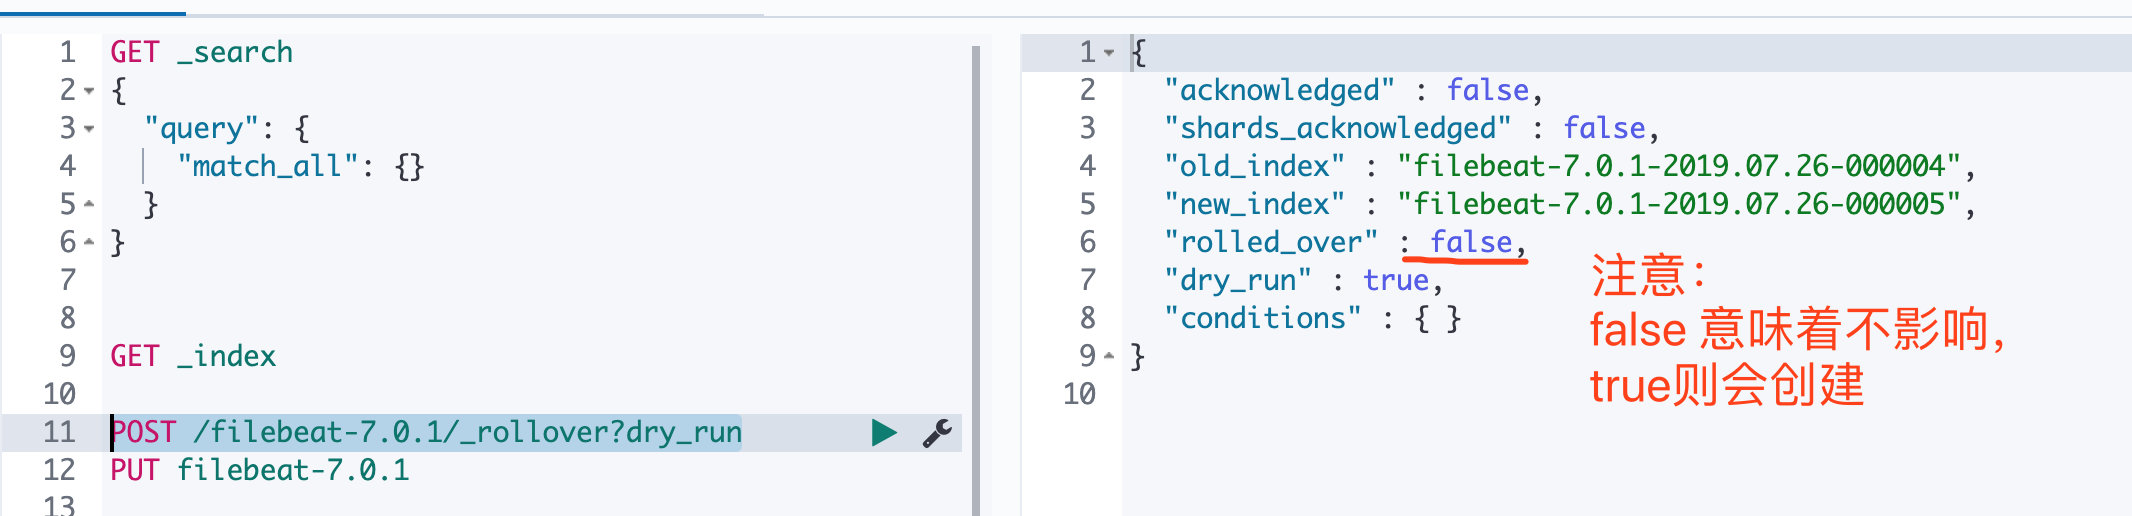 1 GET _search
2 {
3 "query": {
4 "match_all": {}
5 }
6 }
7
8
9 GET _index
10
11 POST /filebeat-7.0.1/_rollover?dry_run
12 PUT filebeat-7.0.1
13
1 {
2 "acknowledged" : false,
3 "shards_acknowledged" : false,
4 "old_index" : "filebeat-7.0.1-2019.07.26-000004",
5 "new_index" : "filebeat-7.0.1-2019.07.26-000005",
6 "rolled_over" : false,
7 "dry_run" : true,
8 "conditions" : { }
9 }
10
注意：
false 意味着不影响，
true则会创建